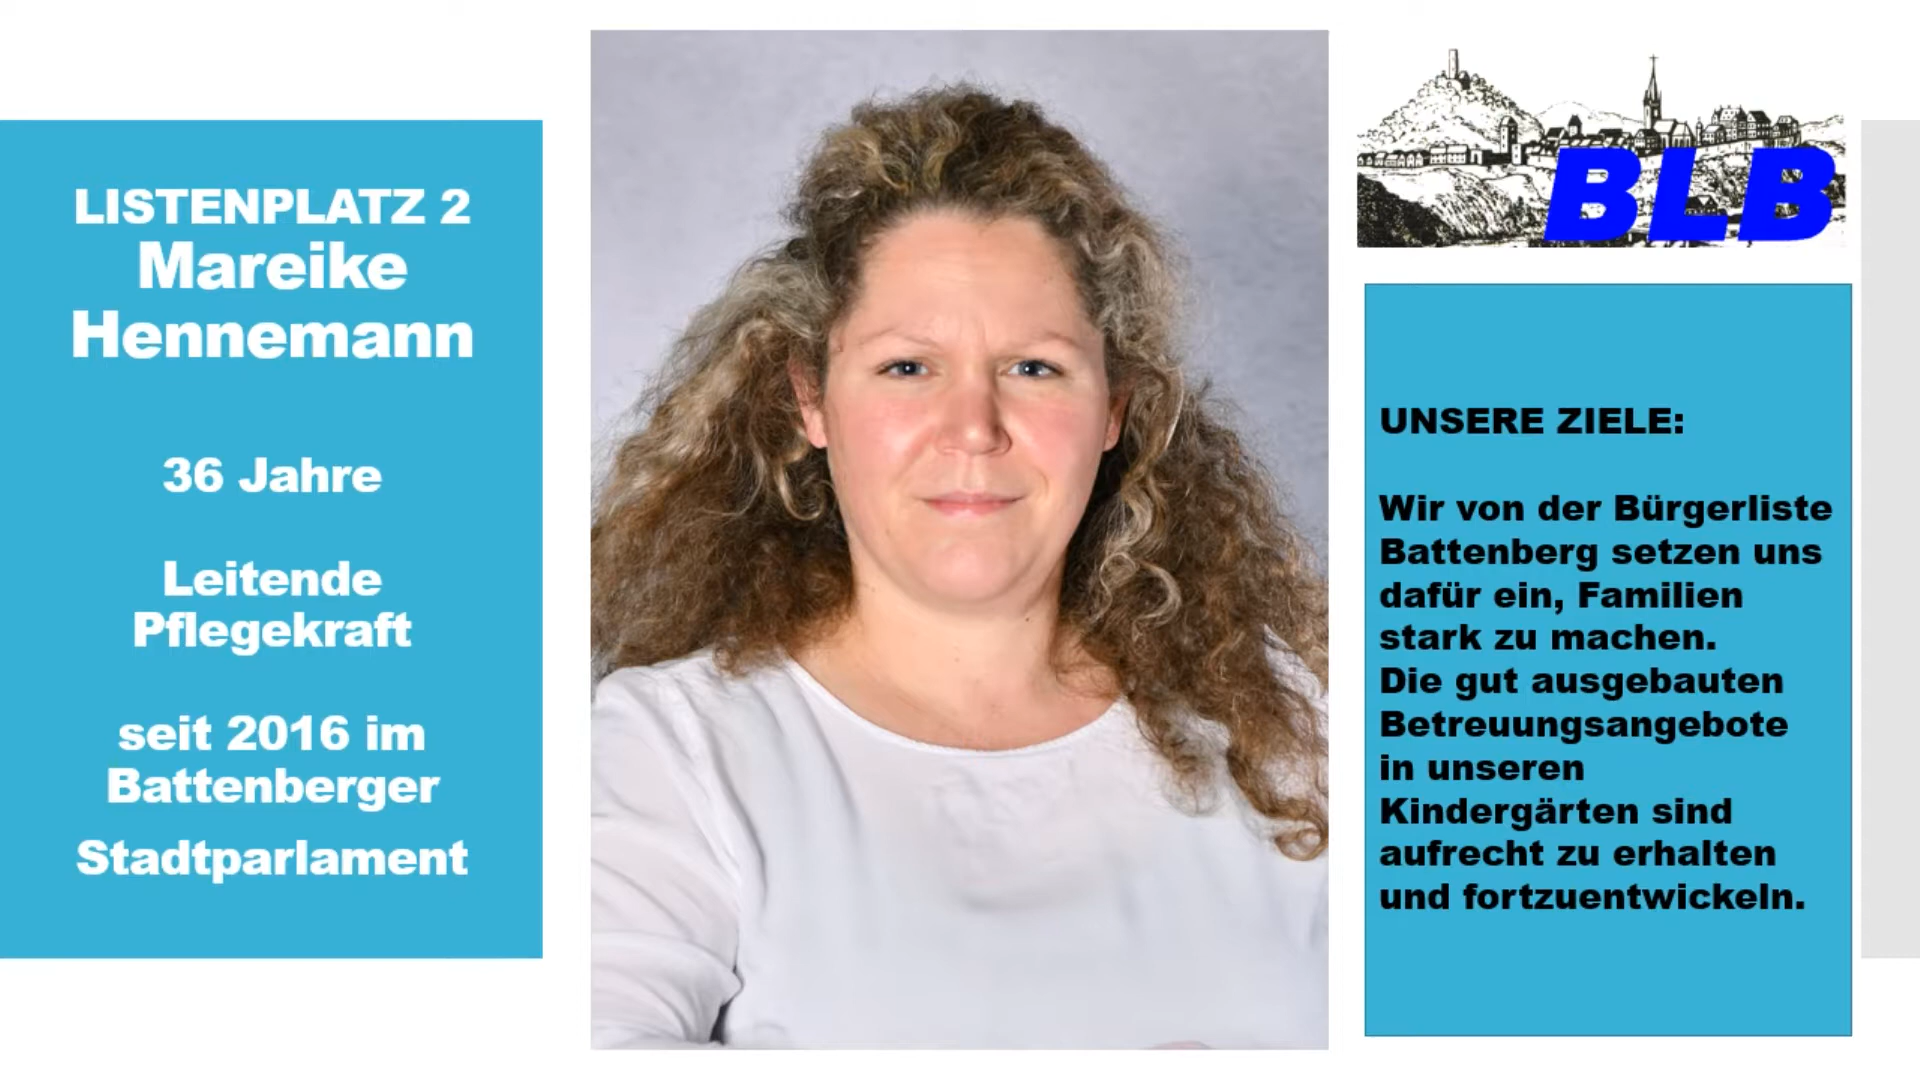 LISTENPLATZ 2
Mareike
Hennemann
36 Jahre
Leitende
Pflegekraft
seit 2016 im
Battenberger
Stadtparlament
BLB
UNSERE ZIELE:
Wir von der Bürgerliste
Battenberg setzen uns
dafür ein, Familien
stark zu machen.
Die gut ausgebauten
Betreuungsangebote
in unseren
Kindergärten sind
aufrecht zu erhalten
und fortzuentwickeln.